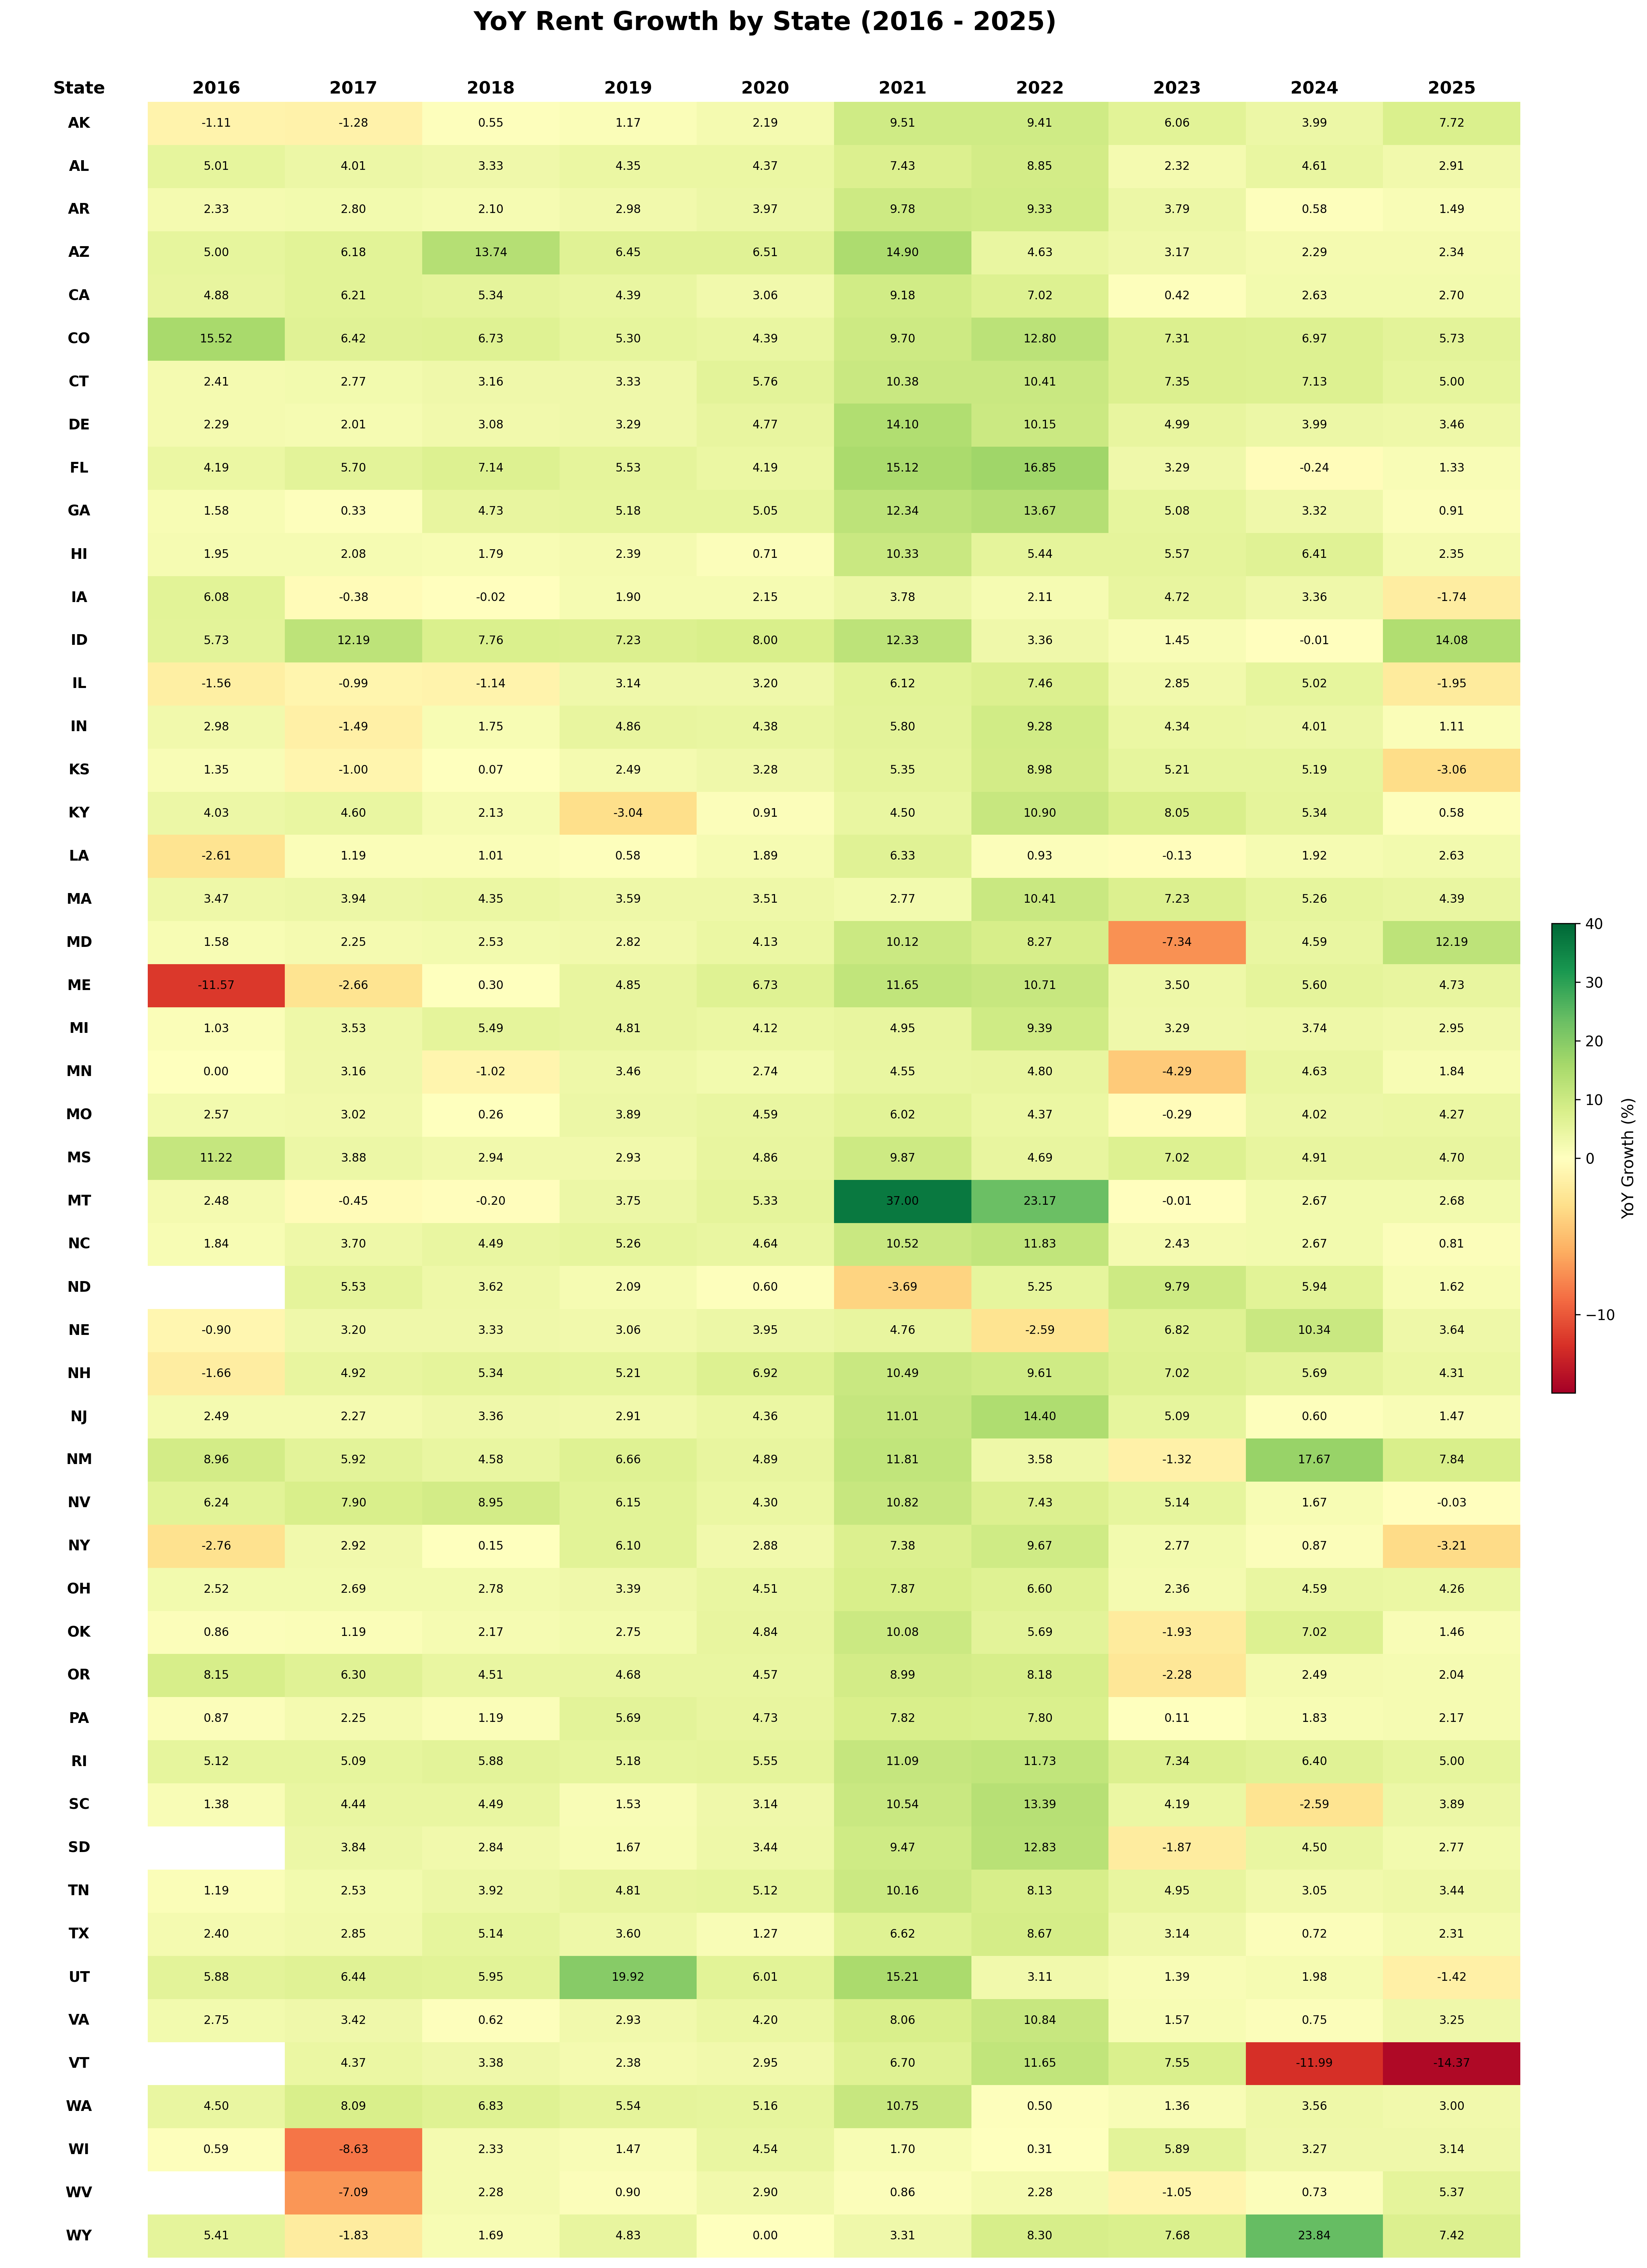 YoY Rent Growth by State (2016 - 2025)
State 2016 2017 2018 2019 2020 2021 2022 2023 2024 2025
AK -1.11 -1.28 0.55 1.17 2.19 9.51 9.41 6.06 3.99 7.72
AL 5.01 4.01 3.33 4.35 4.37 7.43 8.85 2.32 4.61 2.91
AR 2.33 2.80 2.10 2.98 3.97 9.78 9.33 3.79 0.58 1.49
AZ 5.00 6.18 13.74 6.45 6.51 14.90 4.63 3.17 2.29 2.34
CA 4.88 6.21 5.34 4.39 3.06 9.18 7.02 0.42 2.63 2.70
CO 15.52 6.42 6.73 5.30 4.39 9.70 12.80 7.31 6.97 5.73
CT 2.41 2.77 3.16 3.33 5.76 10.38 10.41 7.35 7.13 5.00
DE 2.29 2.01 3.08 3.29 4.77 14.10 10.15 4.99 3.99 3.46
FL 4.19 5.70 7.14 5.53 4.19 15.12 16.85 3.29 -0.24 1.33
GA 1.58 0.33 4.73 5.18 5.05 12.34 13.67 5.08 3.32 0.91
HI 1.95 2.08 1.79 2.39 0.71 10.33 5.44 5.57 6.41 2.35
IA 6.08 -0.38 -0.02 1.90 2.15 3.78 2.11 4.72 3.36 -1.74
ID 5.73 12.19 7.76 7.23 8.00 12.33 3.36 1.45 -0.01 14.08
IL -1.56 -0.99 -1.14 3.14 3.20 6.12 7.46 2.85 5.02 -1.95
IN 2.98 -1.49 1.75 4.86 4.38 5.80 9.28 4.34 4.01 1.11
KS 1.35 -1.00 0.07 2.49 3.28 5.35 8.98 5.21 5.19 -3.06
KY 4.03 4.60 2.13 -3.04 0.91 4.50 10.90 8.05 5.34 0.58
LA -2.61 1.19 1.01 0.58 1.89 6.33 0.93 -0.13 1.92 2.63
MA 3.47 3.94 4.35 3.59 3.51 2.77 10.41 7.23 5.26 4.39
MD 1.58 2.25 2.53 2.82 4.13 10.12 8.27 -7.34 4.59 12.19
ME -11.57 -2.66 0.30 4.85 6.73 11.65 10.71 3.50 5.60 4.73
MI 1.03 3.53 5.49 4.81 4.12 4.95 9.39 3.29 3.74 2.95
MN 0.00 3.16 -1.02 3.46 2.74 4.55 4.80 -4.29 4.63 1.84
MO 2.57 3.02 0.26 3.89 4.59 6.02 4.37 -0.29 4.02 4.27
MS 11.22 3.88 2.94 2.93 4.86 9.87 4.69 7.02 4.91 4.70
MT 2.48 -0.45 -0.20 3.75 5.33 37.00 23.17 -0.01 2.67 2.68
NC 1.84 3.70 4.49 5.26 4.64 10.52 11.83 2.43 2.67 0.81
ND 5.53 3.62 2.09 0.60 -3.69 5.25 9.79 5.94 1.62
NE -0.90 3.20 3.33 3.06 3.95 4.76 -2.59 6.82 10.34 3.64
NH -1.66 4.92 5.34 5.21 6.92 10.49 9.61 7.02 5.69 4.31
NJ 2.49 2.27 3.36 2.91 4.36 11.01 14.40 5.09 0.60 1.47
NM 8.96 5.92 4.58 6.66 4.89 11.81 3.58 -1.32 17.67 7.84
NV 6.24 7.90 8.95 6.15 4.30 10.82 7.43 5.14 1.67 -0.03
NY -2.76 2.92 0.15 6.10 2.88 7.38 9.67 2.77 0.87 -3.21
OH 2.52 2.69 2.78 3.39 4.51 7.87 6.60 2.36 4.59 4.26
OK 0.86 1.19 2.17 2.75 4.84 10.08 5.69 -1.93 7.02 1.46
OR 8.15 6.30 4.51 4.68 4.57 8.99 8.18 -2.28 2.49 2.04
PA 0.87 2.25 1.19 5.69 4.73 7.82 7.80 0.11 1.83 2.17
RI 5.12 5.09 5.88 5.18 5.55 11.09 11.73 7.34 6.40 5.00
SC 1.38 4.44 4.49 1.53 3.14 10.54 13.39 4.19 -2.59 3.89
SD 3.84 2.84 1.67 3.44 9.47 12.83 -1.87 4.50 2.77
TN 1.19 2.53 3.92 4.81 5.12 10.16 8.13 4.95 3.05 3.44
TX 2.40 2.85 5.14 3.60 1.27 6.62 8.67 3.14 0.72 2.31
UT 5.88 6.44 5.95 19.92 6.01 15.21 3.11 1.39 1.98 -1.42
VA 2.75 3.42 0.62 2.93 4.20 8.06 10.84 1.57 0.75 3.25
VT 4.37 3.38 2.38 2.95 6.70 11.65 7.55 -11.99 -14.37
WA 4.50 8.09 6.83 5.54 5.16 10.75 0.50 1.36 3.56 3.00
WI 0.59 -8.63 2.33 1.47 4.54 1.70 0.31 5.89 3.27 3.14
WV -7.09 2.28 0.90 2.90 0.86 2.28 -1.05 0.73 5.37
WY 5.41 -1.83 1.69 4.83 0.00 3.31 8.30 7.68 23.84 7.42
40
30
20
10
0
−10
YoY Growth (%)